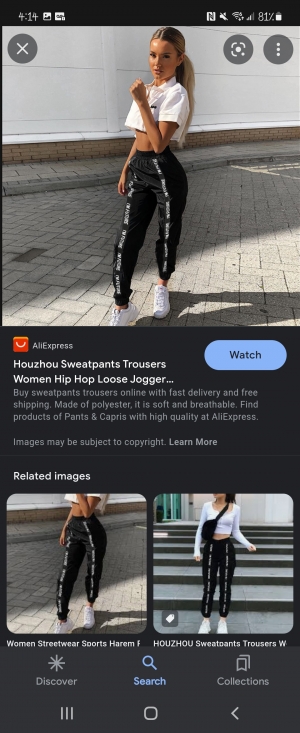 4:14
81%
AliExpress
Houzhou Sweatpants Trousers
Women Hip Hop Loose Jogger...
Watch
Buy sweatpants trousers online with fast delivery and free
shipping. Made of polyester, it is soft and breathable. Find
products of Pants & Capris with high quality at AliExpress.
Images may be subject to copyright. Learn More
Related images
Women Streetwear Sports Harem P
HOUZHOU Sweatpants Trousers W
Discover
Search
Collections